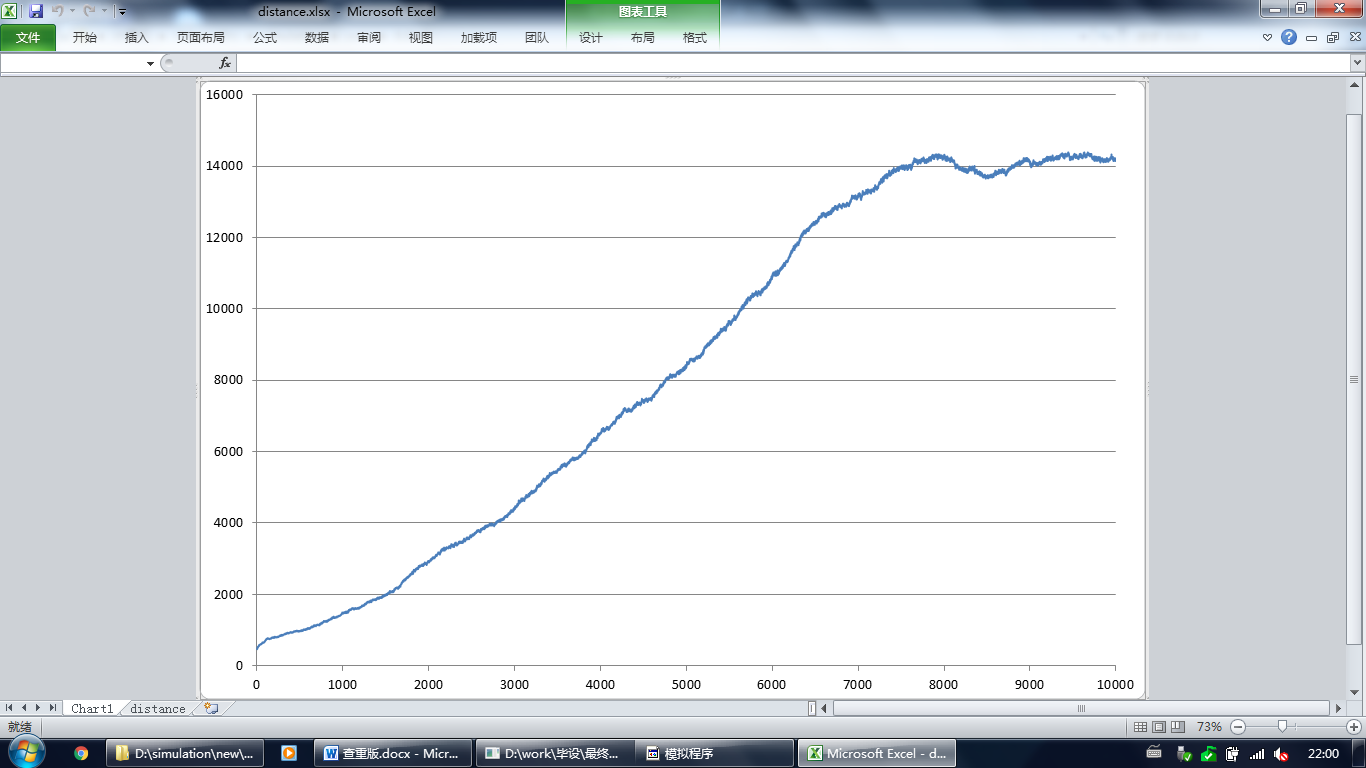 distance.xlsx - Microsoft Excel
图表工具
文件 开始 插入 页面布局 公式 数据 审阅 视图 加载项 团队 设计 布局 格式
fx
16000
14000
12000
10000
8000
6000
4000
2000
0
0 1000 2000 3000 4000 5000 6000 7000 8000 9000 10000
Chart1 distance
就绪
73%
D:\simulation\new\... 查重版.docx - Micr... D:\work\毕设\最终... 模拟程序 Microsoft Excel - d... 22:00